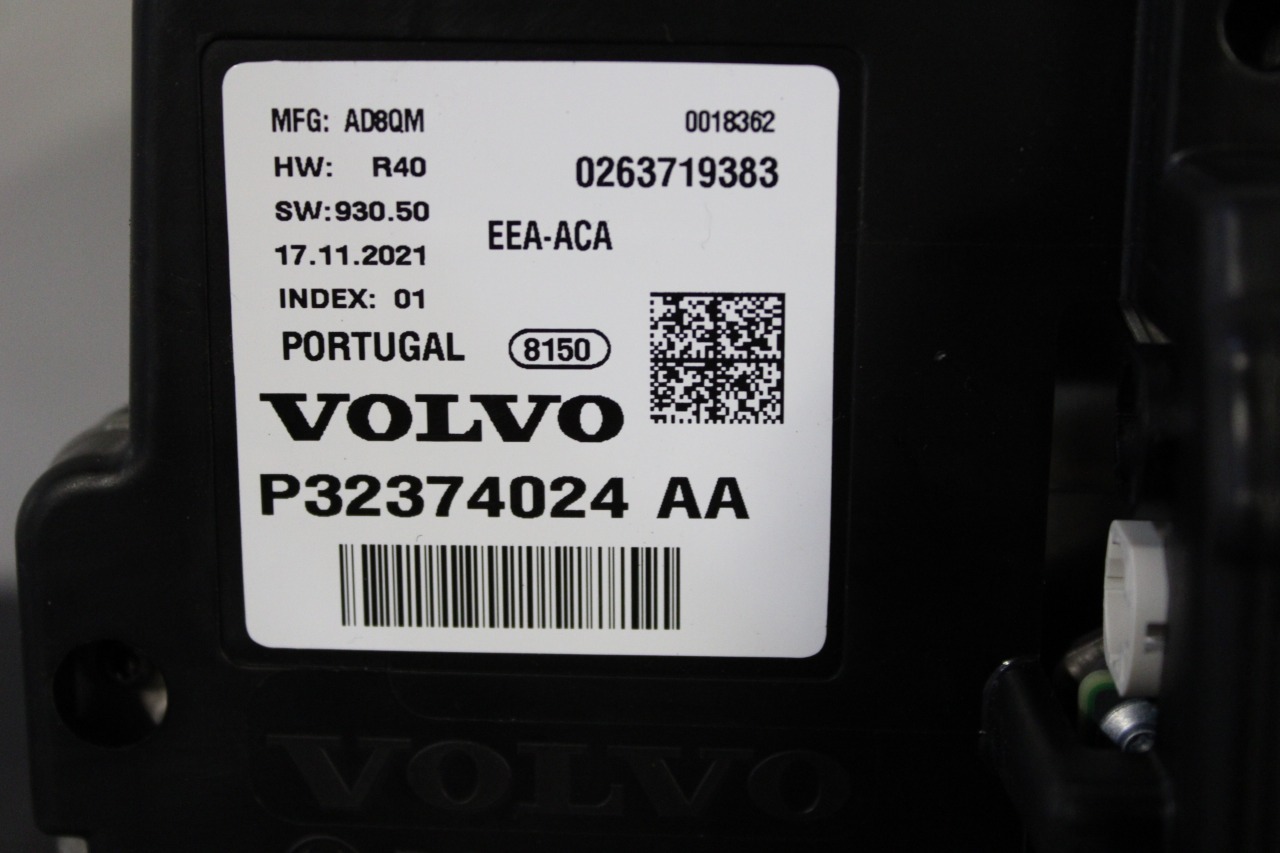 MFG: AD8QM 0018362
HW: R40 0263719383
SW:930.50
EEA-ACA
17.11.2021
INDEX: 01
PORTUGAL 8150
VOLVO
P32374024 AA
VOLVO